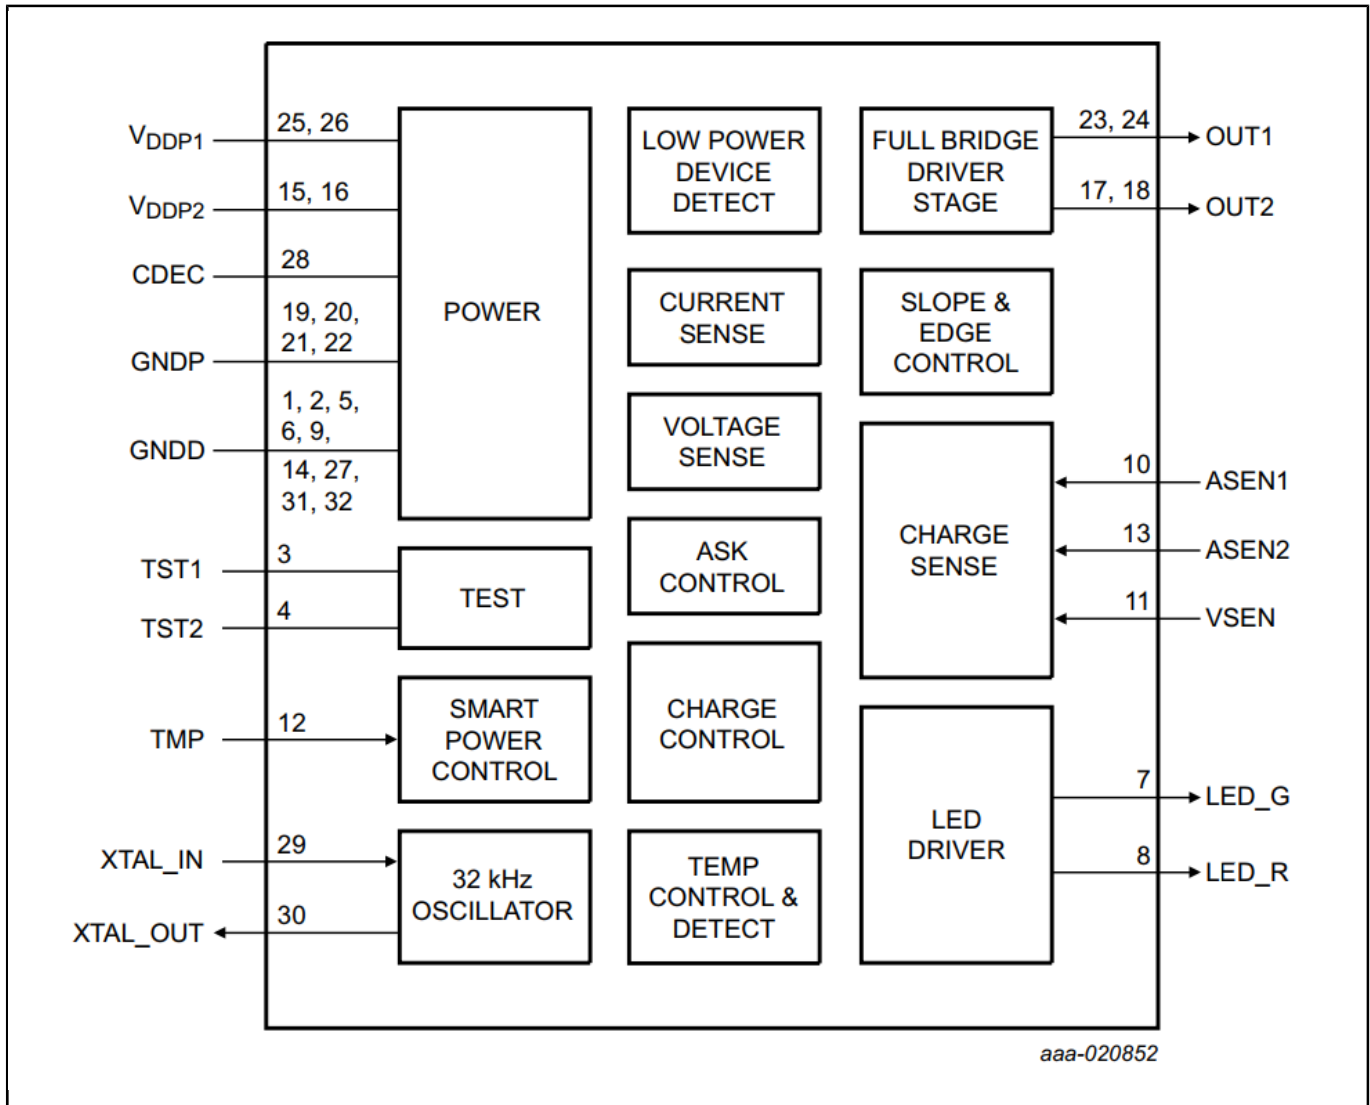 VDDP1
25, 26
VDDP2
15, 16
CDEC
28
GNDP
19, 20,
21, 22
GNDD
1, 2, 5,
6, 9,
14, 27,
31, 32
POWER
TST1
3
TST2
4
TEST
TMP
12
SMART
POWER
CONTROL
XTAL_IN
29
XTAL_OUT
30
32 kHz
OSCILLATOR
LOW POWER
DEVICE
DETECT
CURRENT
SENSE
VOLTAGE
SENSE
ASK
CONTROL
CHARGE
CONTROL
TEMP
CONTROL &
DETECT
FULL BRIDGE
DRIVER
STAGE
23, 24
OUT1
17, 18
OUT2
SLOPE &
EDGE
CONTROL
CHARGE
SENSE
10
ASEN1
13
ASEN2
11
VSEN
LED
DRIVER
7
LED_G
8
LED_R
aaa-020852